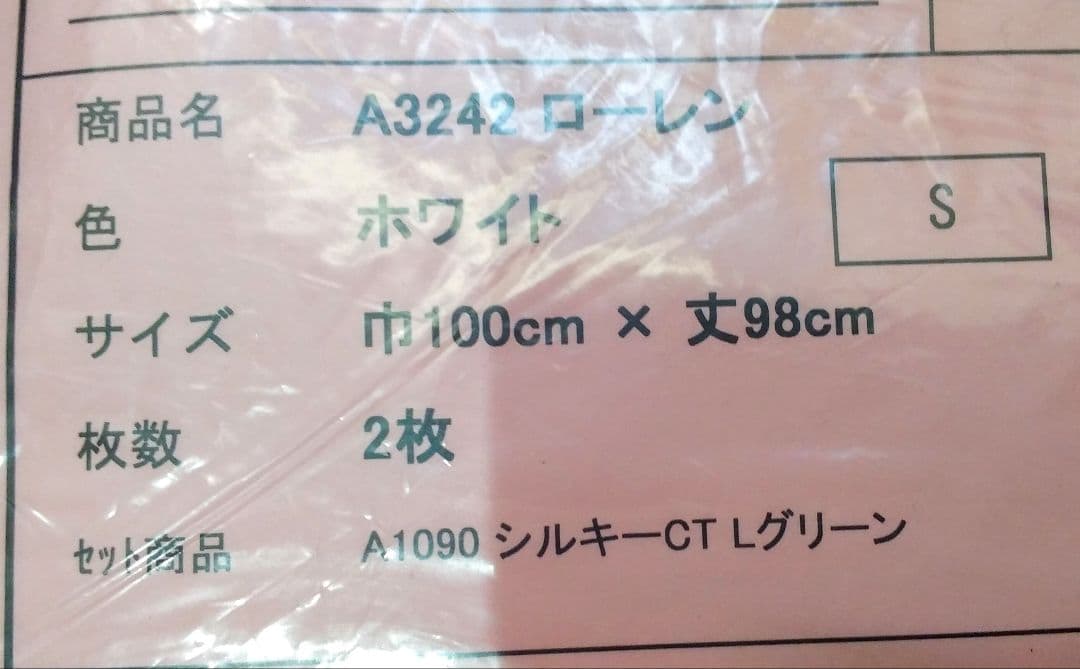 商品名 A3242 ローレン
色 ホワイト S
サイズ 巾100cm × 丈98cm
枚数 2枚
ｾｯﾄ商品 A1090 シルキーCT Lグリーン